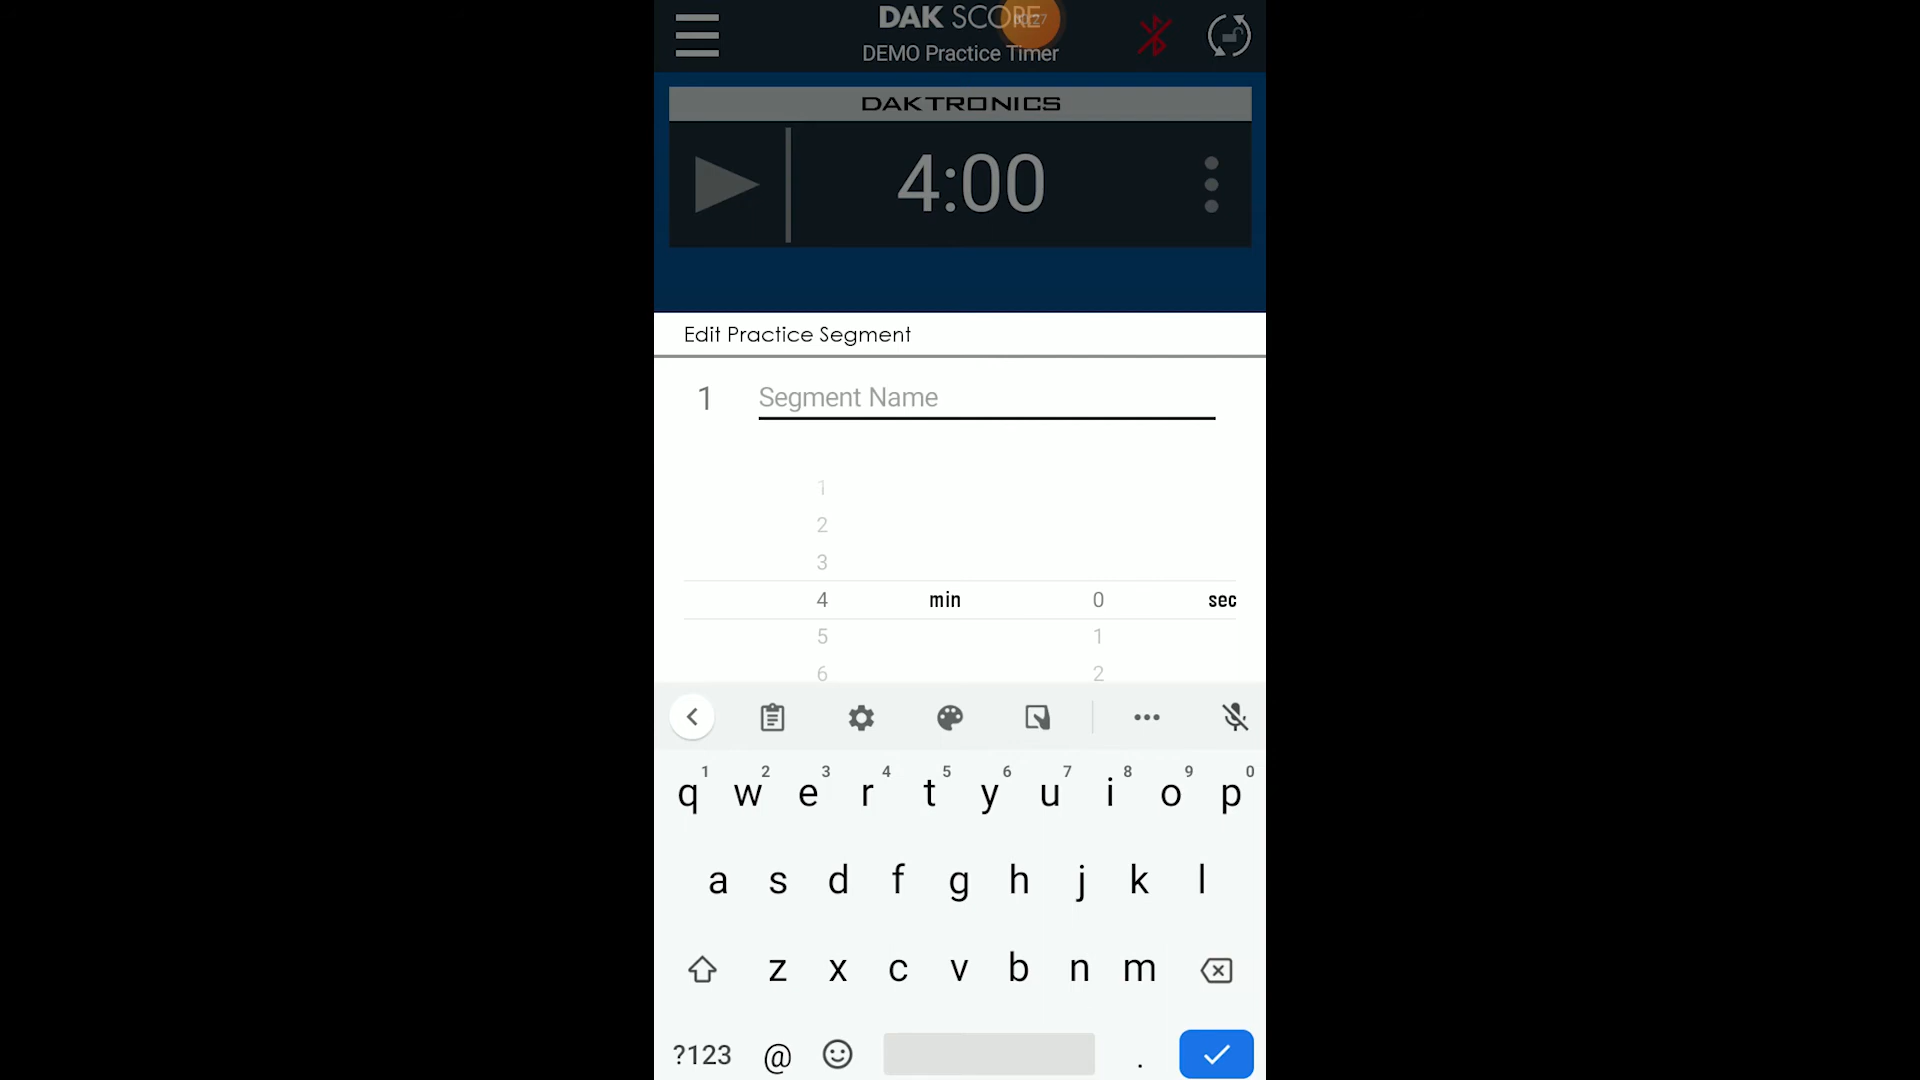 DAK SCORE
DEMO Practice Timer
DAKTRONICS
4:00
Edit Practice Segment
1 Segment Name
1
2
3
4 min 0 sec
5 1
6 2
1 2 3 4 5 6 7 8 9 0
q w e r t y u i o p
a s d f g h j k l
z x c v b n m
?123 @ .